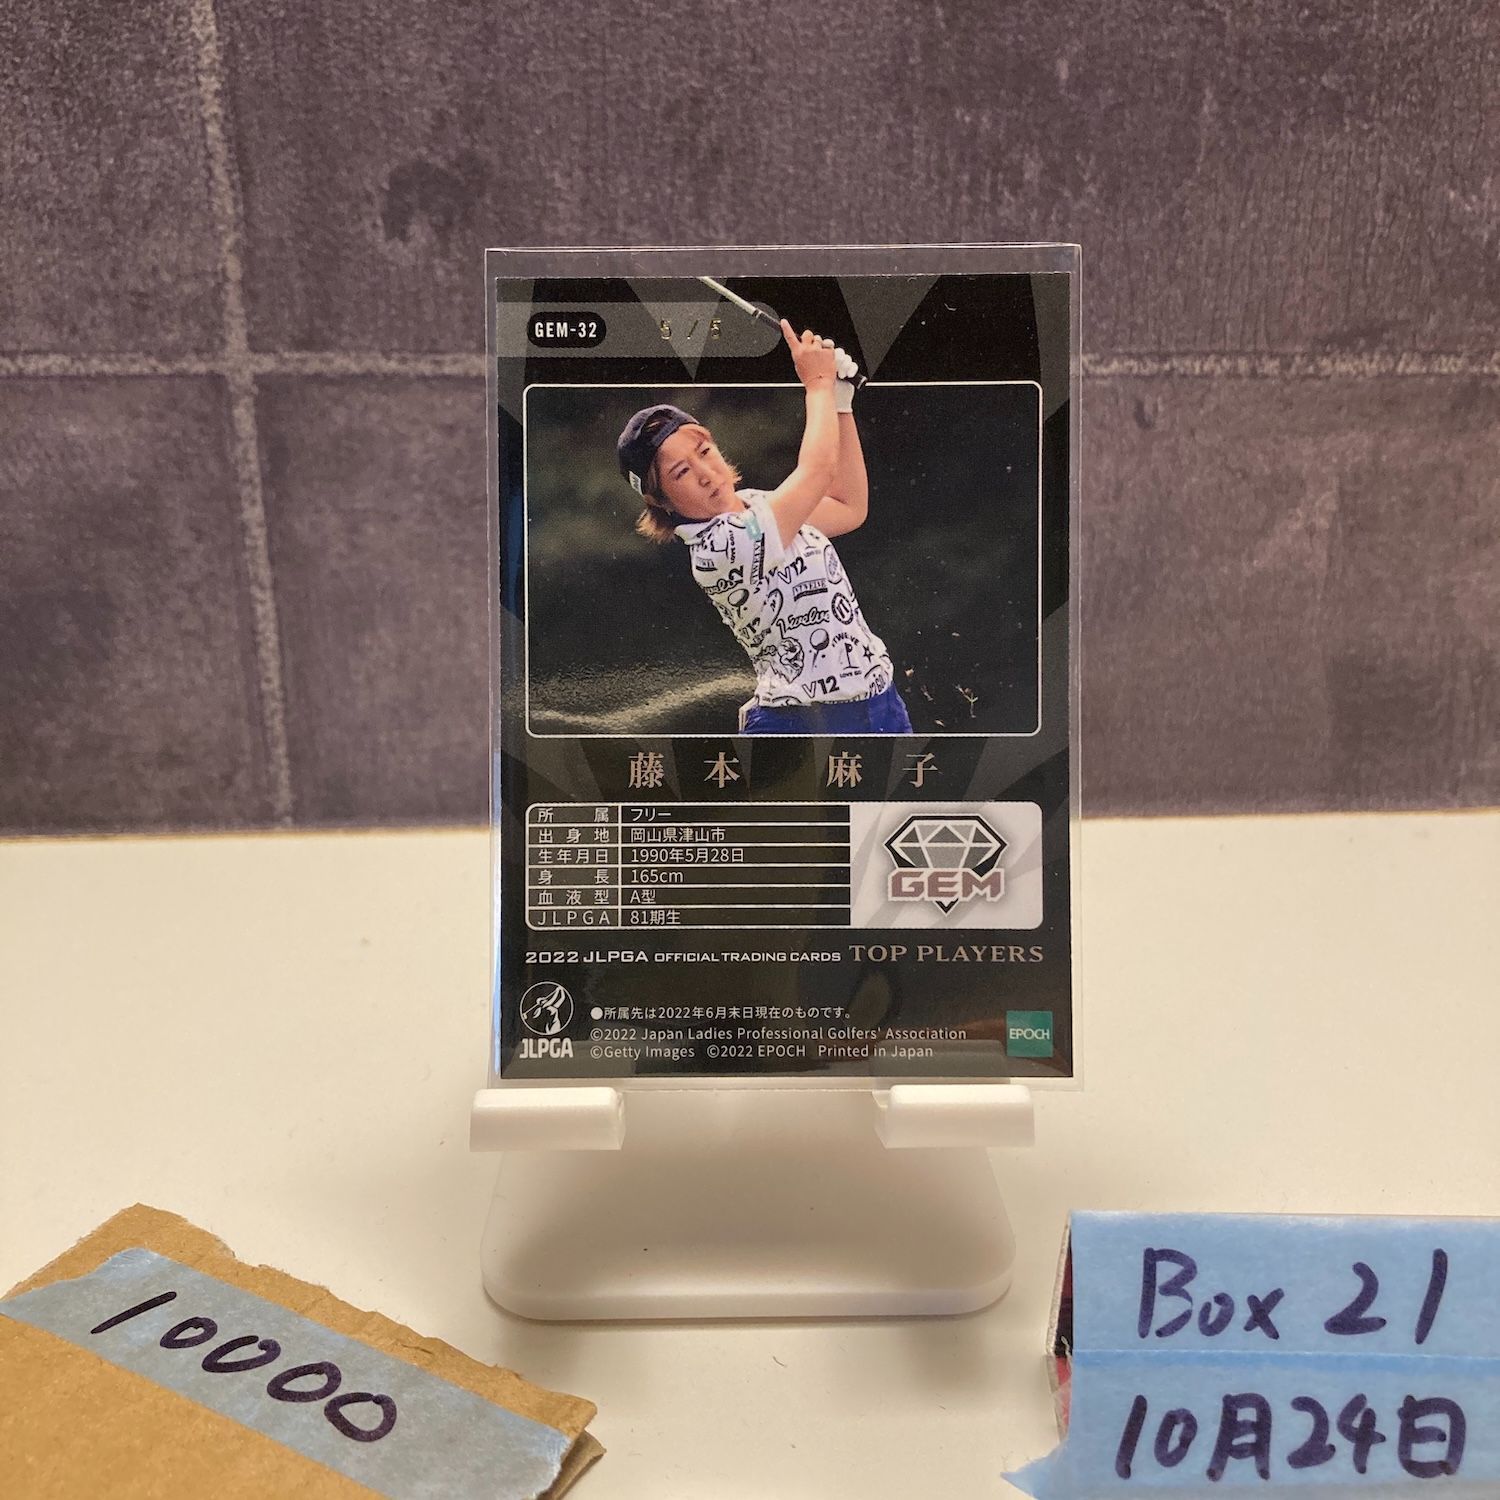 GEM-32 5/5
藤本 麻子
所属 フリー
出身地 岡山県津山市
生年月日 1990年5月28日
身長 165cm
血液型 A型
JLPGA 81期生
GEM
2022 JLPGA OFFICIAL TRADING CARDS TOP PLAYERS
JLPGA
●所属先は2022年6月末日現在のものです。
©2022 Japan Ladies Professional Golfers' Association
©Getty Images ©2022 EPOCH Printed in Japan
EPOCH
10000
Box 21
10月24日
V12
Twelve
V12
LOVE GOLF